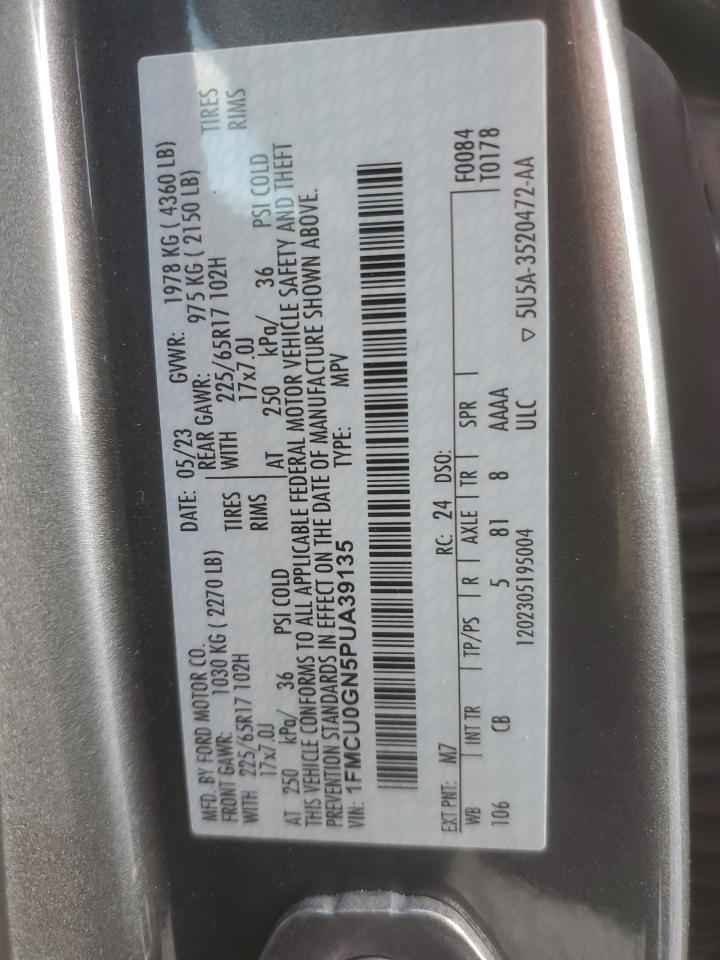 MFD. BY FORD MOTOR CO. DATE: 05/23 GVWR: 1978 KG ( 4360 LB)
FRONT GAWR: 1030 KG ( 2270 LB) REAR GAWR: 975 KG ( 2150 LB)
WITH 225/65R17 102H TIRES WITH 225/65R17 102H TIRES
17x7.0J RIMS 17x7.0J RIMS
AT 250 kPa/ 36 PSI COLD AT 250 kPa/ 36 PSI COLD
THIS VEHICLE CONFORMS TO ALL APPLICABLE FEDERAL MOTOR VEHICLE SAFETY AND THEFT
PREVENTION STANDARDS IN EFFECT ON THE DATE OF MANUFACTURE SHOWN ABOVE.
VIN: 1FMCU0GN5PUA39135 TYPE: MPV
EXT PNT: M7 RC: 24 DSO: F0084
WB INT TR TP/PS R AXLE TR SPR T0178
106 CB 5 81 8 AAAA
1202305195004 ULC ▽ 5U5A-3520472-AA